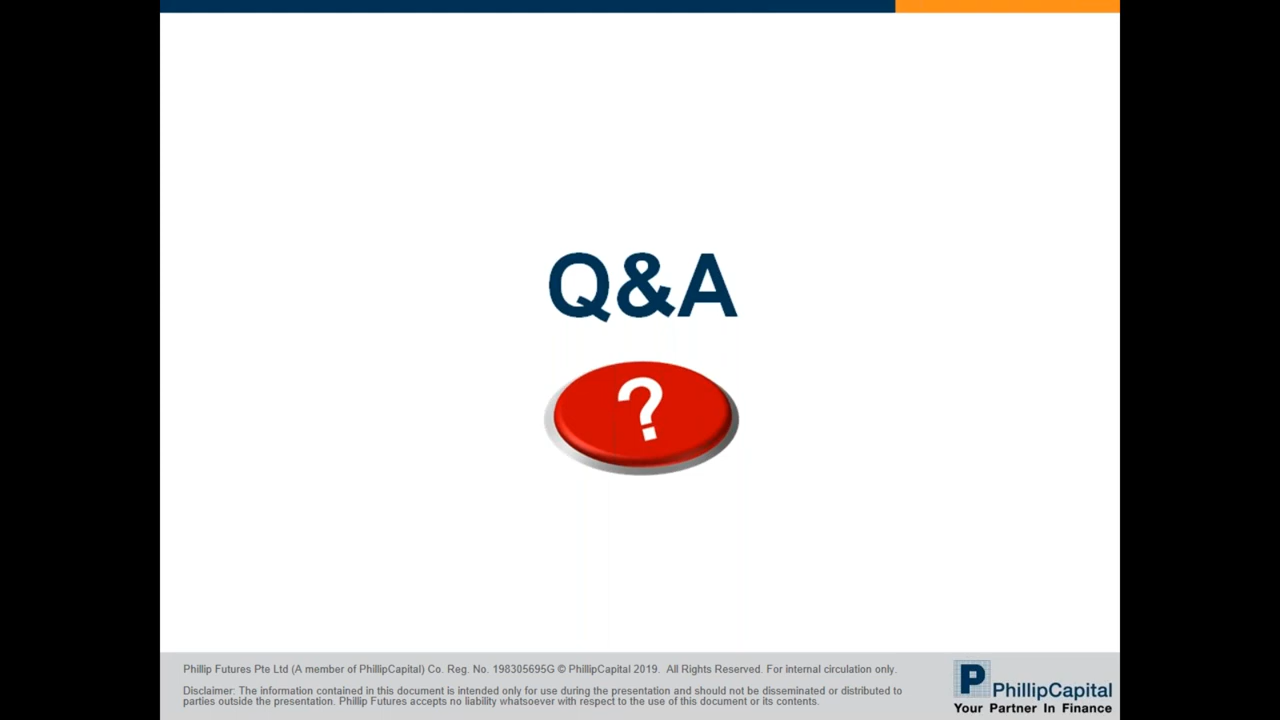 Q&A
?
Phillip Futures Pte Ltd (A member of PhillipCapital) Co. Reg. No. 198305695G © PhillipCapital 2019. All Rights Reserved. For internal circulation only.
Disclaimer: The information contained in this document is intended only for use during the presentation and should not be disseminated or distributed to
parties outside the presentation. Phillip Futures accepts no liability whatsoever with respect to the use of this document or its contents.
P PhillipCapital
Your Partner In Finance